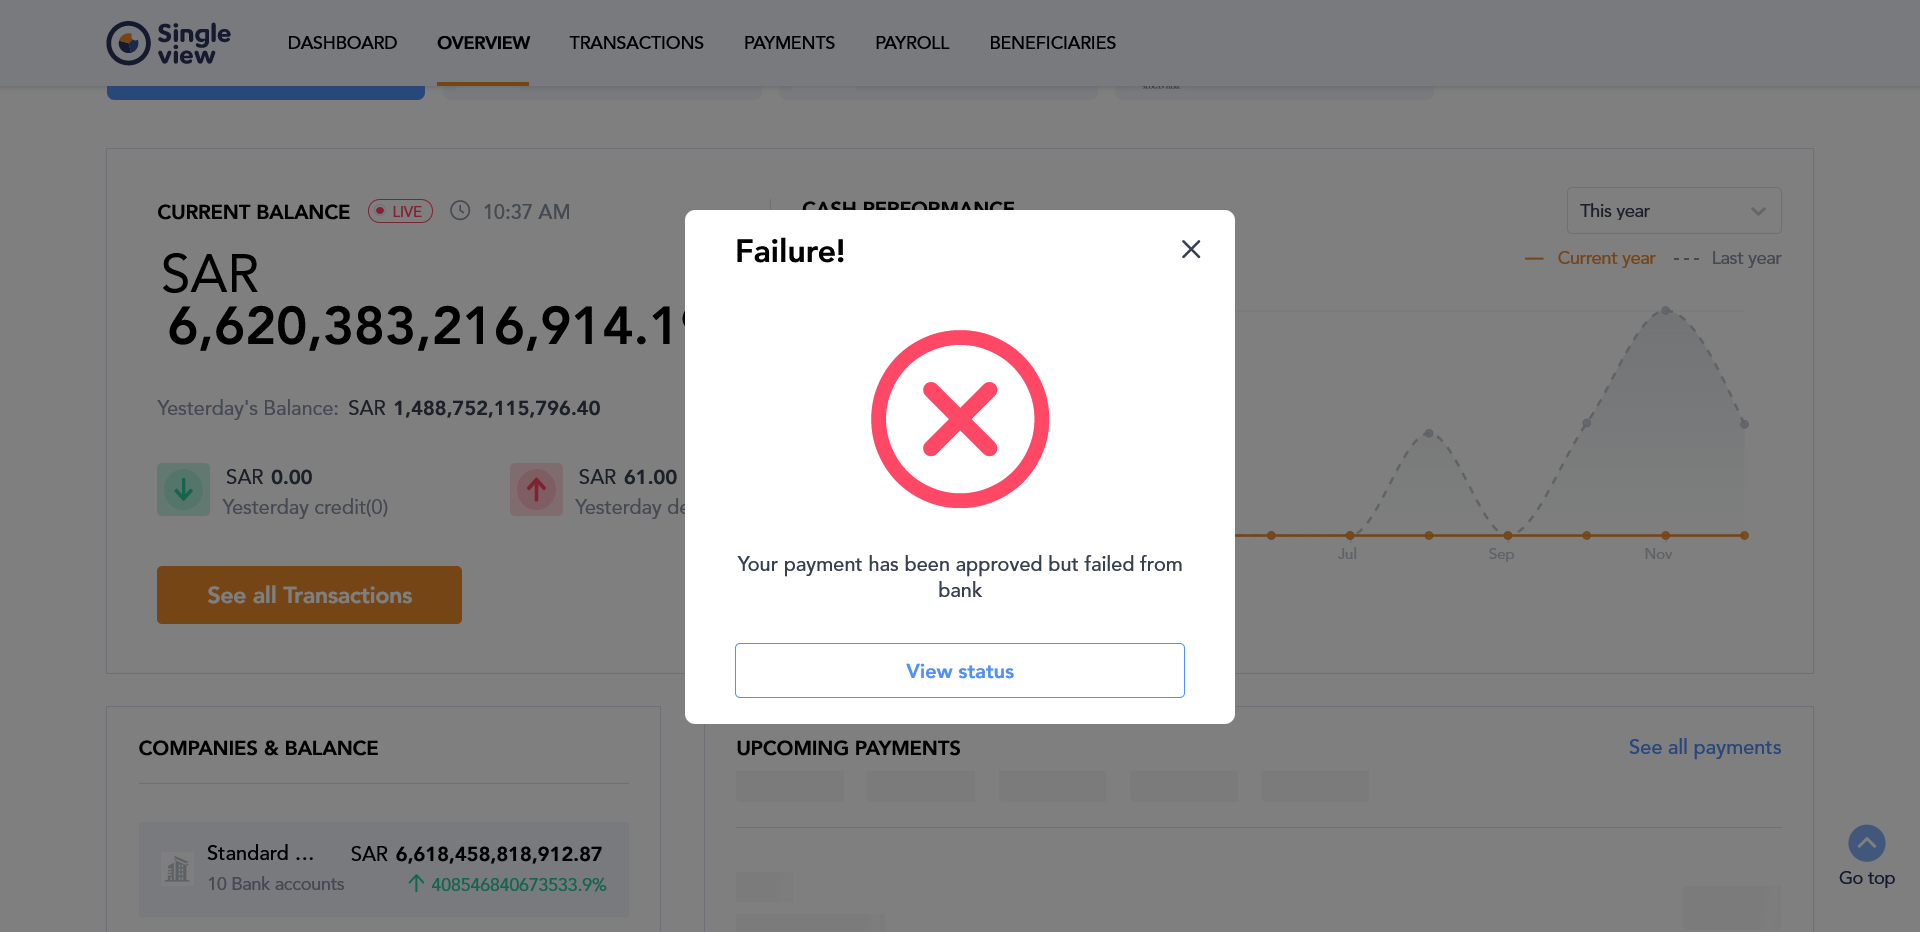 Single
view
DASHBOARD
OVERVIEW
TRANSACTIONS
PAYMENTS
PAYROLL
BENEFICIARIES
CURRENT BALANCE
LIVE
10:37 AM
CASH PERFORMANCE
This year
Current year
Last year
SAR
6,620,383,216,914.1
Yesterday's Balance: SAR 1,488,752,115,796.40
SAR 0.00
Yesterday credit(0)
SAR 61.00
Yesterday de
See all Transactions
Jul
Sep
Nov
Failure!
Your payment has been approved but failed from
bank
View status
COMPANIES & BALANCE
Standard ...
SAR 6,618,458,818,912.87
10 Bank accounts
408546840673533.9%
UPCOMING PAYMENTS
See all payments
Go top